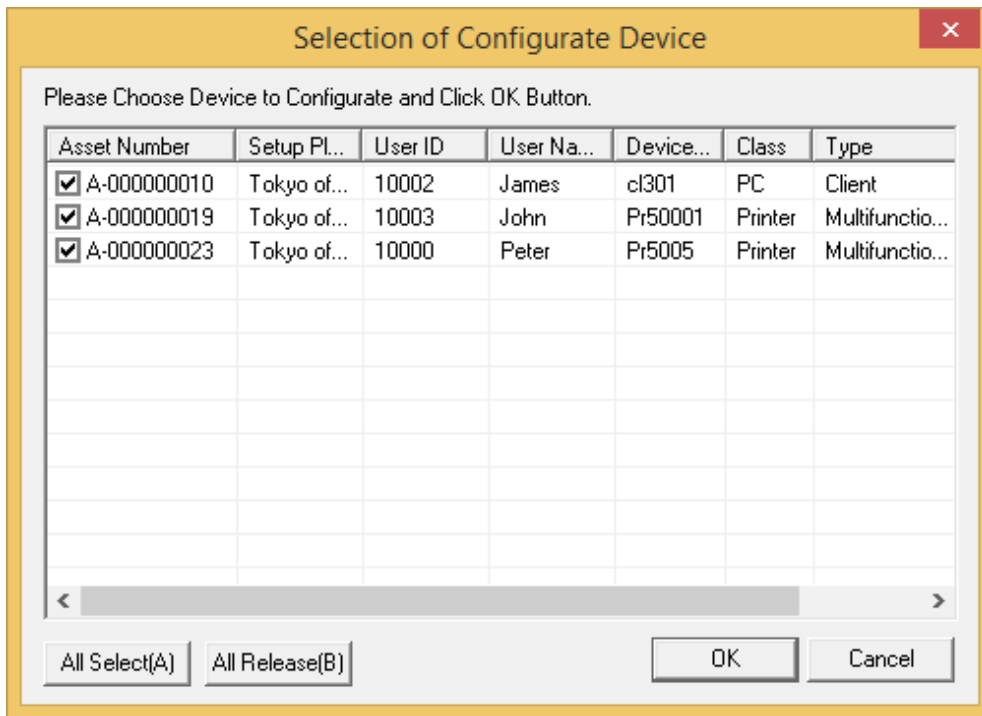 Selection of Configurate Device
Please Choose Device to Configurate and Click OK Button.
Asset Number Setup Pl... User ID User Na... Device... Class Type
A-000000010 Tokyo of... 10002 James cl301 PC Client
A-000000019 Tokyo of... 10003 John Pr50001 Printer Multifunctio...
A-000000023 Tokyo of... 10000 Peter Pr5005 Printer Multifunctio...
All Select(A) All Release(B) OK Cancel